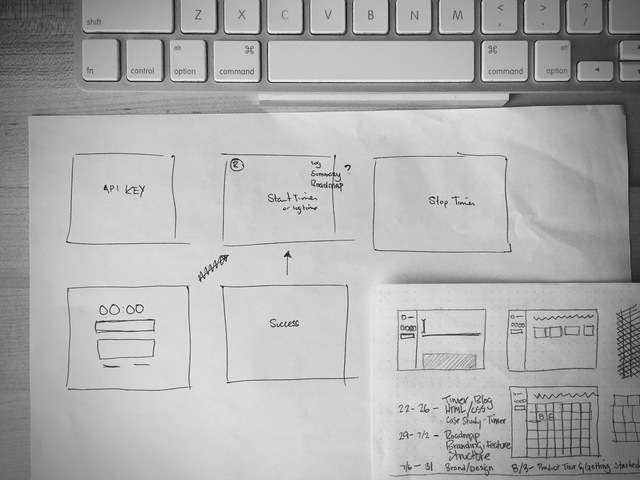 shift
Z
X
C
V
B
N
M
<
,
>
.
?
/
fn
control
alt
option
⌘
command
⌘
command
alt
option
API KEY
R
Log
Summary
Roadmap
?
Start Timer
or log time
Stop Timer
00:00
Success
22-26 - Timer Blog
HTML/CSS
Case Study-Timer
29-7/2 - Roadmap
Branding, Feature
Structure
7/6-31 Brand/Design
8/3- Product Tour & Getting Started